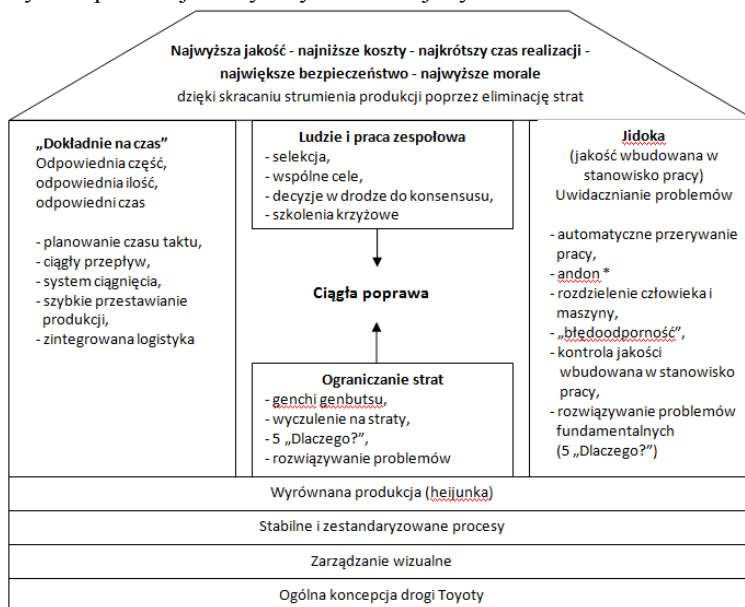 Najwyższa jakość - najniższe koszty - najkrótszy czas realizacji -
największe bezpieczeństwo - najwyższe morale
dzięki skracaniu strumienia produkcji poprzez eliminację strat
„Dokładnie na czas”
Odpowiednia część,
odpowiednia ilość,
odpowiedni czas
- planowanie czasu taktu,
- ciągły przepływ,
- system ciągnięcia,
- szybkie przestawianie
produkcji,
- zintegrowana logistyka
Ludzie i praca zespołowa
- selekcja,
- wspólne cele,
- decyzje w drodze do konsensusu,
- szkolenia krzyżowe
Ciągła poprawa
Ograniczanie strat
- genchi genbutsu,
- wyczulenie na straty,
- 5 „Dlaczego?”,
- rozwiązywanie problemów
Jidoka
(jakość wbudowana w
stanowisko pracy)
Uwidacznianie problemów
- automatyczne przerywanie
pracy,
- andon *
- rozdzielenie człowieka i
maszyny,
- „błędoodporność”,
- kontrola jakości
wbudowana w stanowisko
pracy,
- rozwiązywanie problemów
fundamentalnych
(5 „Dlaczego?”)
Wyrównana produkcja (heijunka)
Stabilne i zestandaryzowane procesy
Zarządzanie wizualne
Ogólna koncepcja drogi Toyoty